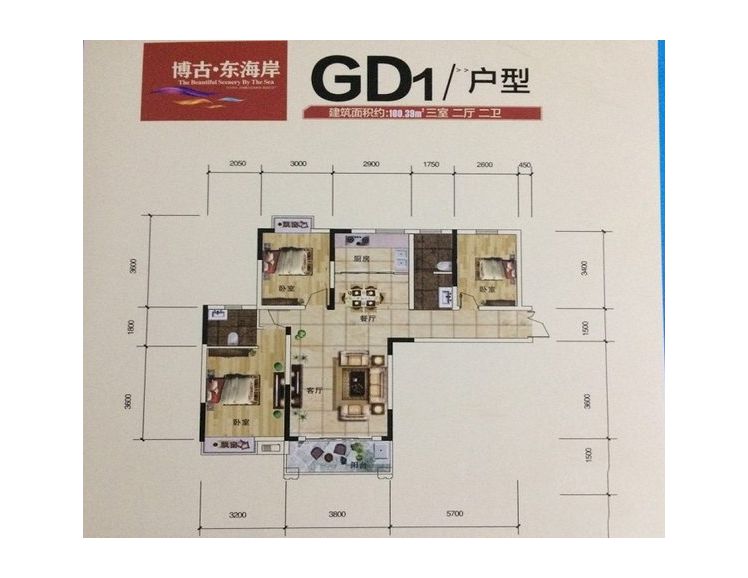 博古·东海岸
The Beautiful Scenery By The Sea
GD1/>>户型
建筑面积约:100.39m² 三室 二厅 二卫
2050 3000 2900 1750 2600 450
3600
1800
3600
3400
1500
3600
1500
飘窗
卧室
厨房
卧室
餐厅
客厅
卧室
飘窗
阳台
3200 3800 5700